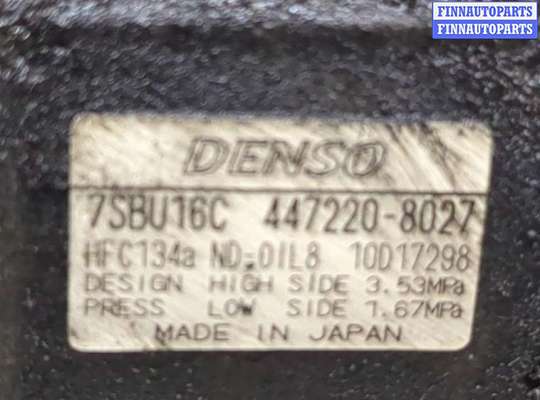 FINNAUTOPARTS
FINNAUTOPARTS
DENSO
7SBU16C 447220-8027
HFC134a ND-OIL8 10D17298
DESIGN HIGH SIDE 3.53MPa
PRESS LOW SIDE 1.67MPa
MADE IN JAPAN